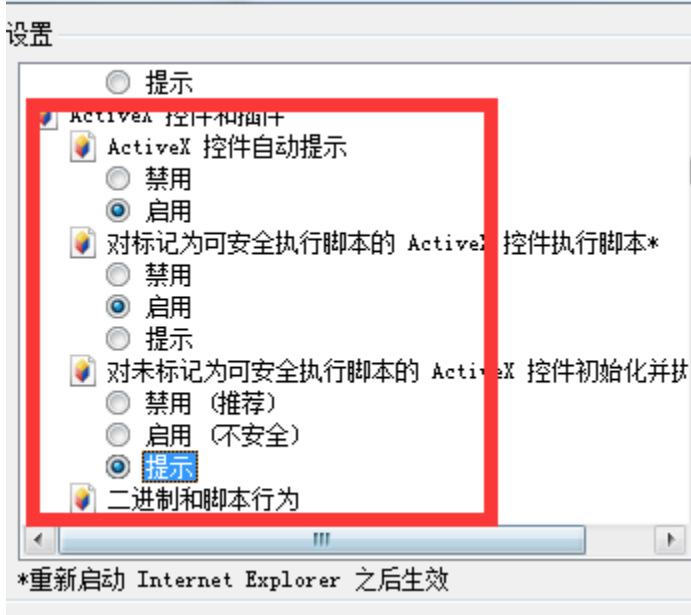 设置
提示
ActiveX 控件和插件
ActiveX 控件自动提示
禁用
启用
对标记为可安全执行脚本的 ActiveX 控件执行脚本*
禁用
启用
提示
对未标记为可安全执行脚本的 ActiveX 控件初始化并执
禁用 (推荐)
启用 (不安全)
提示
二进制和脚本行为
*重新启动 Internet Explorer 之后生效